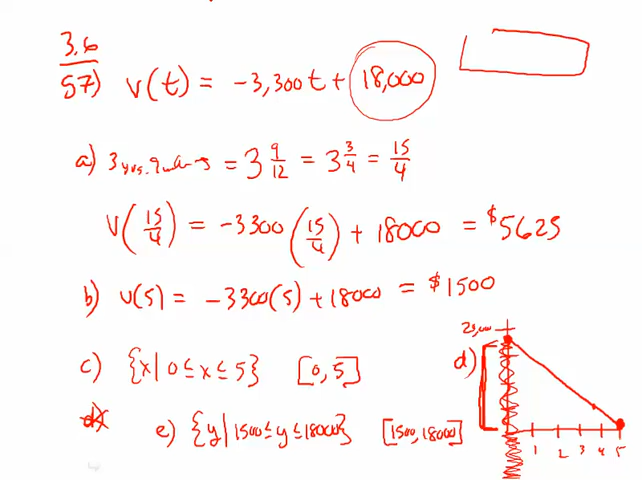 3.6
57) V(t) = -3,300t + 18,000
a) 3 yrs. 9 = 3 9/12 = 3 3/4 = 15/4
V(15/4) = -3300(15/4) + 18000 = $5625
b) V(5) = -3300(5) + 18000 = $1500
c) {x| 0 ≤ x ≤ 5} [0, 5]
d)
e) {y| 1500 ≤ y ≤ 18000} [1500, 18000]
d)
1 2 3 4 5